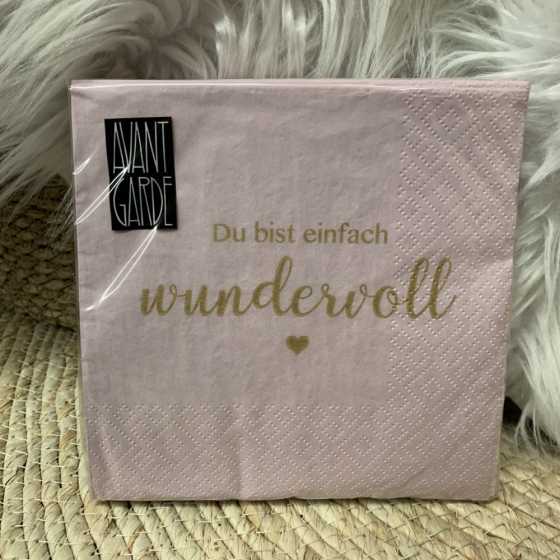 AVANT
GARDE
Du bist einfach
wundervoll